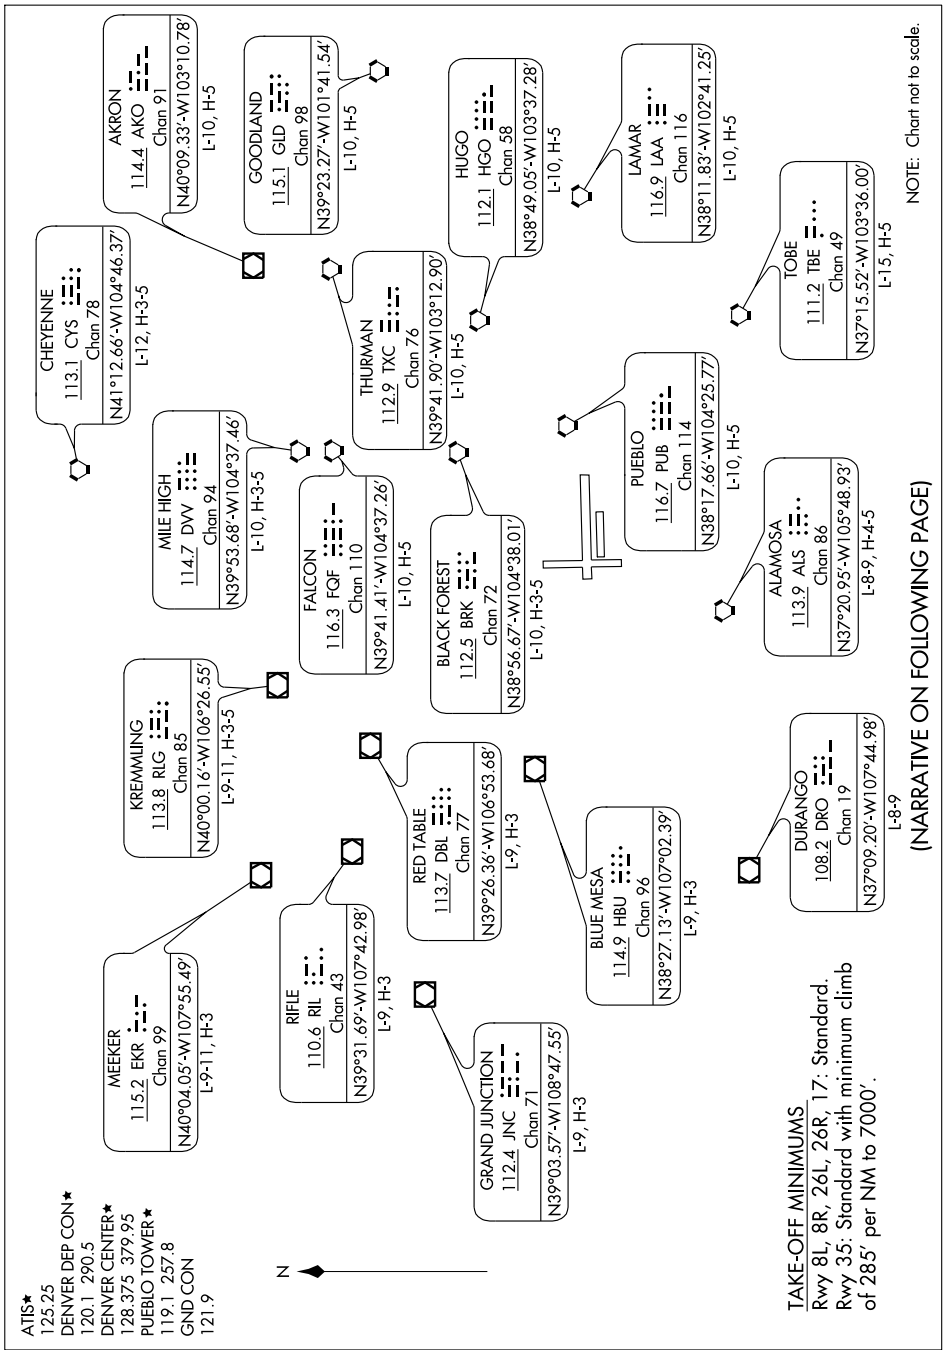 ATIS★
125.25
DENVER DEP CON★
120.1 290.5
DENVER CENTER★
128.375 379.95
PUEBLO TOWER★
119.1 257.8
GND CON
121.9
MEEKER
115.2 EKR
Chan 99
N40°04.05'-W107°55.49'
L-9-11, H-3
KREMMLING
113.8 RLG
Chan 85
N40°00.16'-W106°26.55'
L-9-11, H-3-5
MILE HIGH
114.7 DVV
Chan 94
N39°53.68'-W104°37.46'
L-10, H-3-5
CHEYENNE
113.1 CYS
Chan 78
N41°12.66'-W104°46.37'
L-12, H-3-5
AKRON
114.4 AKO
Chan 91
N40°09.33'-W103°10.78'
L-10, H-5
GOODLAND
115.1 GLD
Chan 98
N39°23.27'-W101°41.54'
L-10, H-5
RIFLE
110.6 RIL
Chan 43
N39°31.69'-W107°42.98'
L-9, H-3
FALCON
116.3 FQF
Chan 110
N39°41.41'-W104°37.26'
L-10, H-5
THURMAN
112.9 TXC
Chan 76
N39°41.90'-W103°12.90'
L-10, H-5
RED TABLE
113.7 DBL
Chan 77
N39°26.36'-W106°53.68'
L-9, H-3
BLACK FOREST
112.5 BRK
Chan 72
N38°56.67'-W104°38.01'
L-10, H-3-5
HUGO
112.1 HGO
Chan 58
N38°49.05'-W103°37.28'
L-10, H-5
N
GRAND JUNCTION
112.4 JNC
Chan 71
N39°03.57'-W108°47.55'
L-9, H-3
BLUE MESA
114.9 HBU
Chan 96
N38°27.13'-W107°02.39'
L-9, H-3
PUEBLO
116.7 PUB
Chan 114
N38°17.66'-W104°25.77'
L-10, H-5
LAMAR
116.9 LAA
Chan 116
N38°11.83'-W102°41.25'
L-10, H-5
DURANGO
108.2 DRO
Chan 19
N37°09.20'-W107°44.98'
L-8-9
ALAMOSA
113.9 ALS
Chan 86
N37°20.95'-W105°48.93'
L-8-9, H-4-5
TOBE
111.2 TBE
Chan 49
N37°15.52'-W103°36.00'
L-15, H-5
TAKE-OFF MINIMUMS
Rwy 8L, 8R, 26L, 26R, 17: Standard.
Rwy 35: Standard with minimum climb
of 285' per NM to 7000'.
NOTE: Chart not to scale.
(NARRATIVE ON FOLLOWING PAGE)